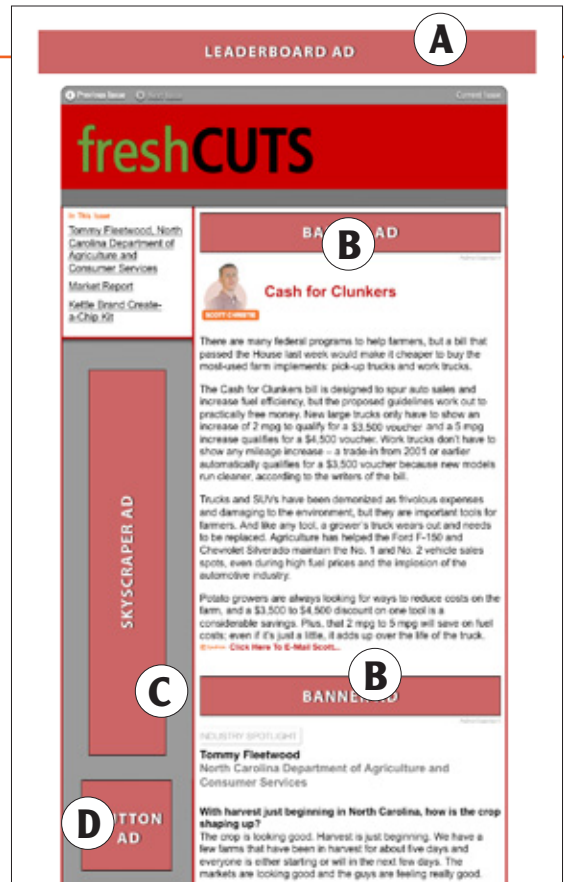 LEADERBOARD AD
A
Previous Issue Next Issue Current Issue
freshCUTS
In This Issue
Tommy Fleetwood, North
Carolina Department of
Agriculture and
Consumer Services
Market Report
Kettle Brand Create-
a-Chip Kit
BA AD
B
SCOTT CHRISTIE
Cash for Clunkers
There are many federal programs to help farmers, but a bill that
passed the House last week would make it cheaper to buy the
most-used farm implements: pick-up trucks and work trucks.
The Cash for Clunkers bill is designed to spur auto sales and
increase fuel efficiency, but the proposed guidelines work out to
practically free money. New large trucks only have to show an
increase of 2 mpg to qualify for a $3,500 voucher and a 5 mpg
increase qualifies for a $4,500 voucher. Work trucks don't have to
show any mileage increase – a trade-in from 2001 or earlier
automatically qualifies for a $3,500 voucher because new models
run cleaner, according to the writers of the bill.
Trucks and SUVs have been demonized as frivolous expenses
and damaging to the environment, but they are important tools for
farmers. And like any tool, a grower's truck wears out and needs
to be replaced. Agriculture has helped the Ford F-150 and
Chevrolet Silverado maintain the No. 1 and No. 2 vehicle sales
spots, even during high fuel prices and the implosion of the
automotive industry.
Potato growers are always looking for ways to reduce costs on the
farm, and a $3,500 to $4,500 discount on one tool is a
considerable savings. Plus, that 2 mpg to 5 mpg will save on fuel
costs; even if it's just a little, it adds up over the life of the truck.
Click Here To E-Mail Scott...
SKYSCRAPER AD
C
BANNER AD
B
INDUSTRY SPOTLIGHT
Tommy Fleetwood
North Carolina Department of Agriculture and
Consumer Services
D
UTTON
AD
With harvest just beginning in North Carolina, how is the crop
shaping up?
The crop is looking good. Harvest is just beginning. We have a
few farms that have been in harvest for about five days and
everyone is either starting or will in the next few days. The
markets are looking good and the guys are feeling really good.